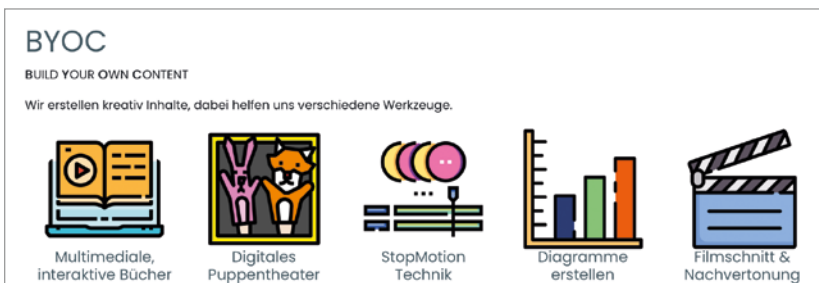 BYOC
BUILD YOUR OWN CONTENT
Wir erstellen kreativ Inhalte, dabei helfen uns verschiedene Werkzeuge.
Multimediale,
interaktive Bücher
Digitales
Puppentheater
StopMotion
Technik
Diagramme
erstellen
Filmschnitt &
Nachvertonung